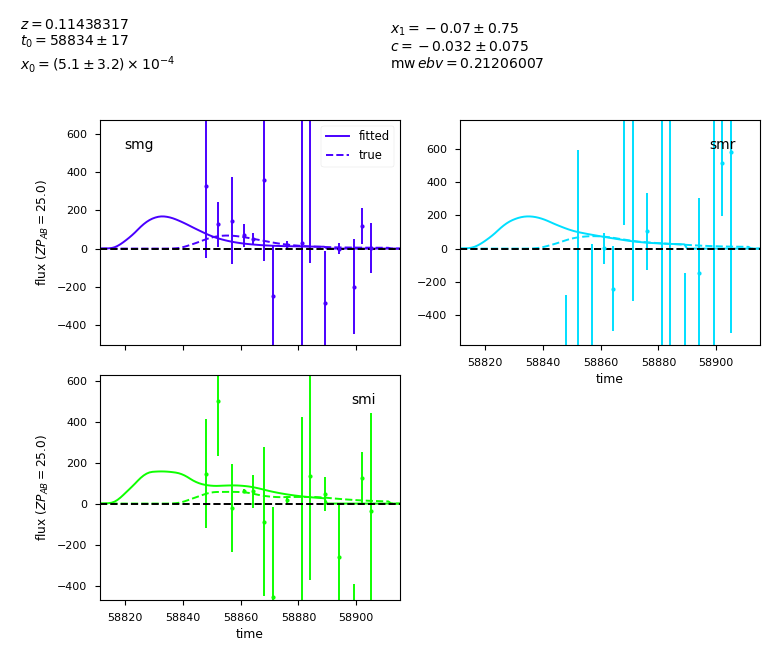 z = 0.11438317
t₀ = 58834 ± 17
x₀ = (5.1 ± 3.2) × 10⁻⁴
x₁ = −0.07 ± 0.75
c = −0.032 ± 0.075
mw ebv = 0.21206007
smg
fitted
true
600
400
200
0
−200
−400
flux (ZP_AB = 25.0)
smr
600
400
200
0
−200
−400
58820 58840 58860 58880 58900
time
smi
600
400
200
0
−200
−400
flux (ZP_AB = 25.0)
58820 58840 58860 58880 58900
time